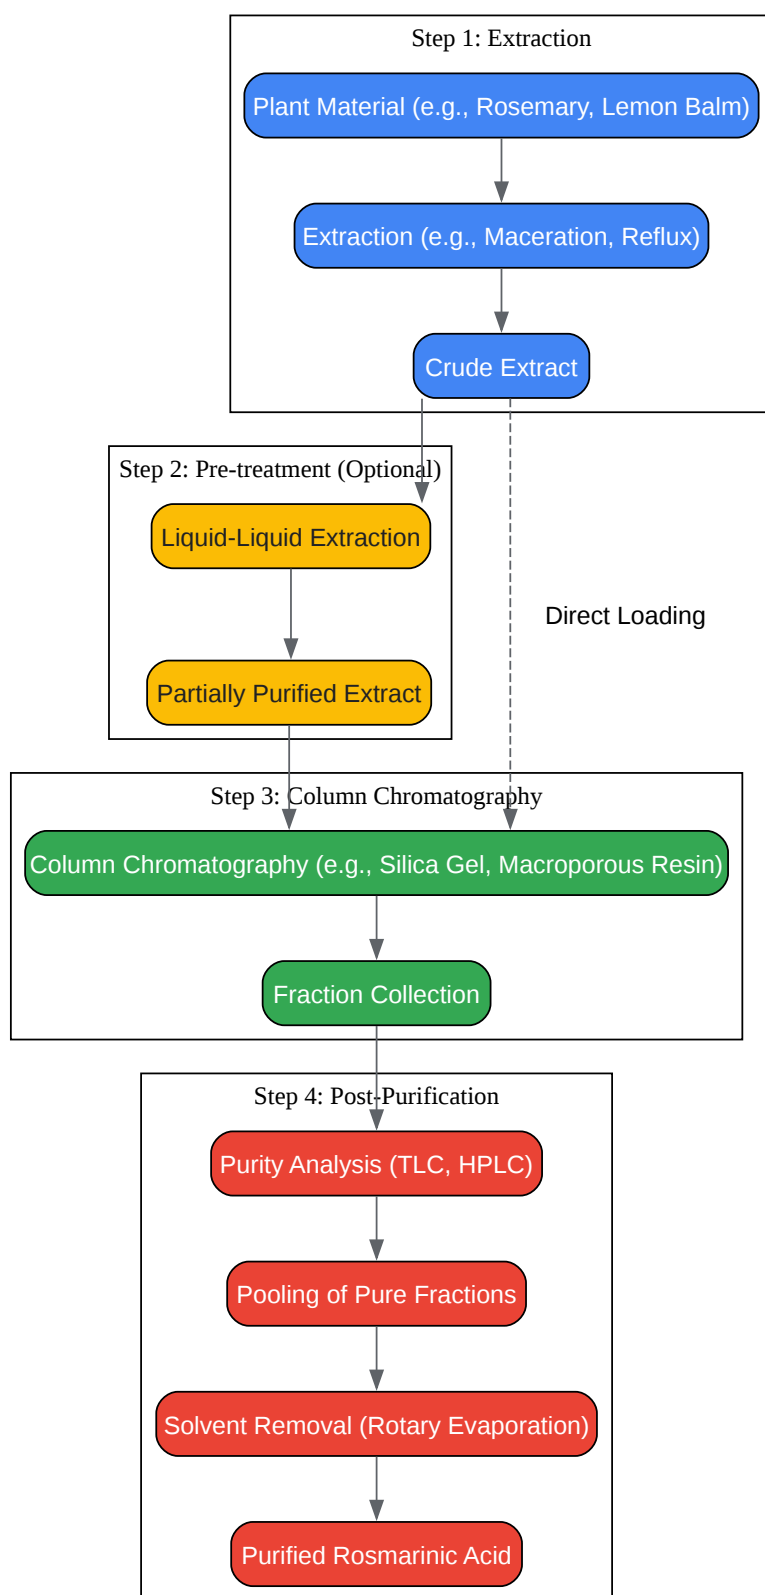 Step 1: Extraction
Plant Material (e.g., Rosemary, Lemon Balm)
Extraction (e.g., Maceration, Reflux)
Crude Extract
Step 2: Pre-treatment (Optional)
Liquid-Liquid Extraction
Direct Loading
Partially Purified Extract
Step 3: Column Chromatography
Column Chromatography (e.g., Silica Gel, Macroporous Resin)
Fraction Collection
Step 4: Post-Purification
Purity Analysis (TLC, HPLC)
Pooling of Pure Fractions
Solvent Removal (Rotary Evaporation)
Purified Rosmarinic Acid